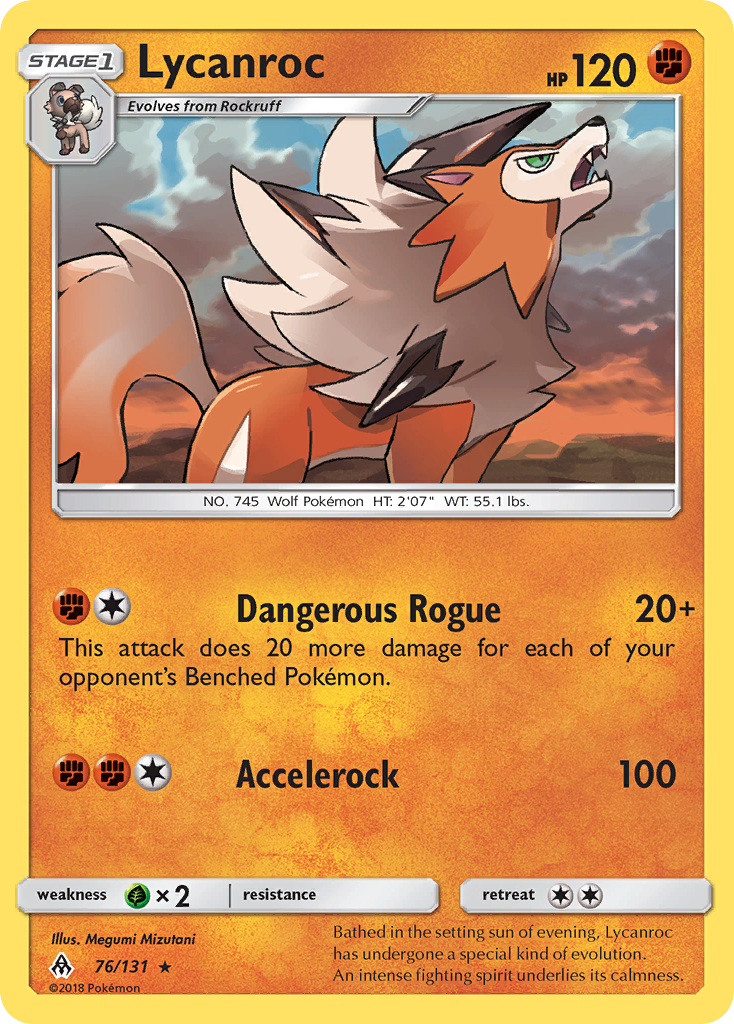 STAGE1
Lycanroc
HP 120
Evolves from Rockruff
NO. 745 Wolf Pokémon HT: 2'07" WT: 55.1 lbs.
Dangerous Rogue 20+
This attack does 20 more damage for each of your
opponent's Benched Pokémon.
Accelerock 100
weakness ×2 resistance retreat
Illus. Megumi Mizutani
76/131 ★
©2018 Pokémon
Bathed in the setting sun of evening, Lycanroc
has undergone a special kind of evolution.
An intense fighting spirit underlies its calmness.